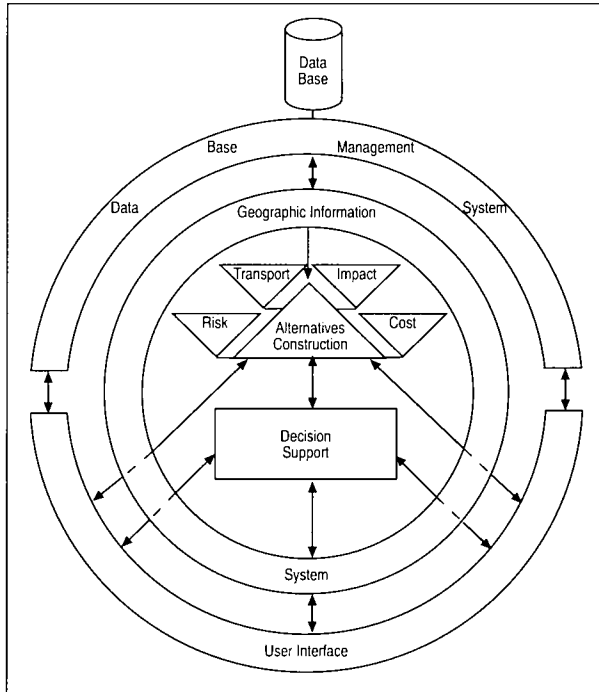 Data
Base
Base Management
Data System
Geographic Information
Transport Impact
Risk Cost
Alternatives
Construction
Decision
Support
System
User Interface